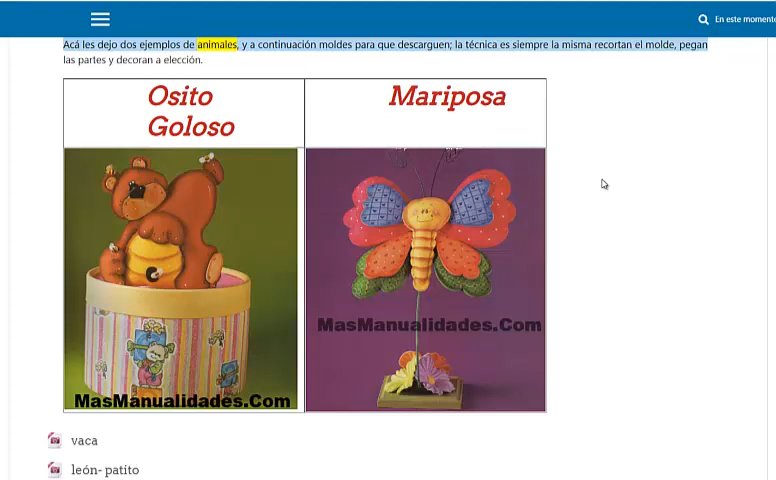 En este moment
Acá les dejo dos ejemplos de animales, y a continuación moldes para que descarguen; la técnica es siempre la misma recortan el molde, pegan
las partes y decoran a elección.
Osito
Goloso
Mariposa
MasManualidades.Com
MasManualidades.Com
vaca
león- patito